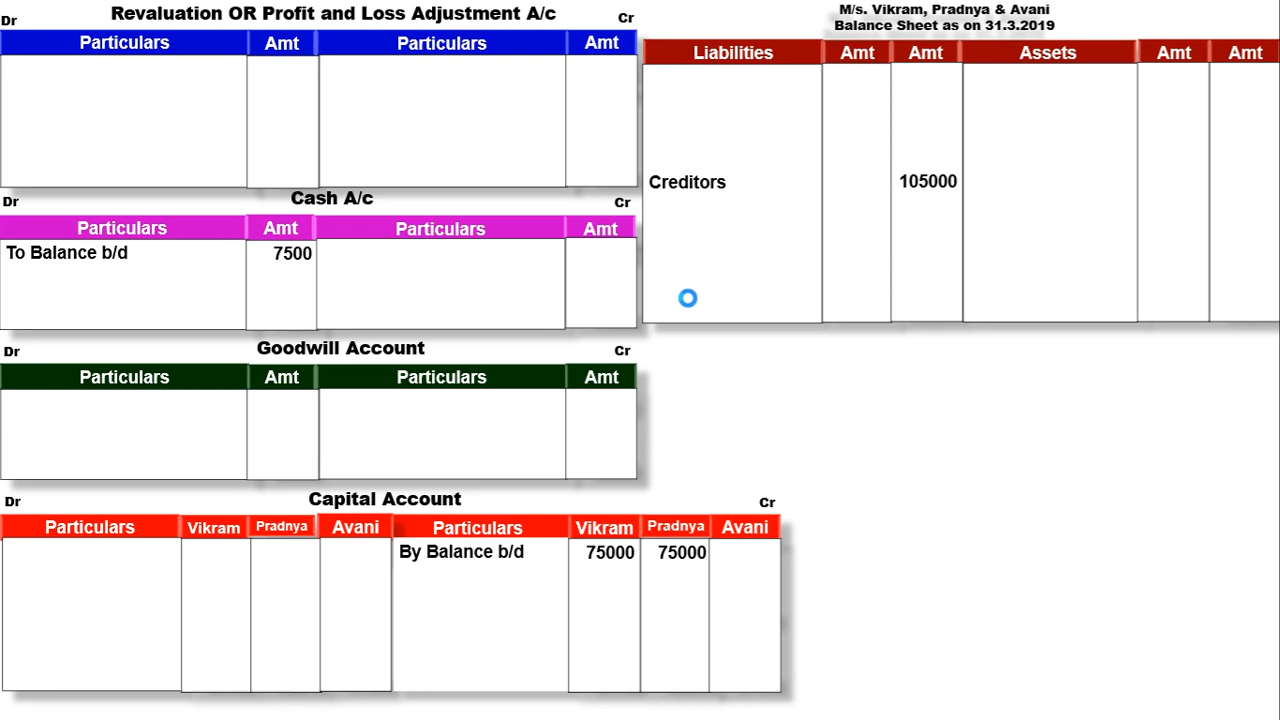 Revaluation OR Profit and Loss Adjustment A/c
Dr Cr
Particulars Amt Particulars Amt
Cash A/c
Dr Cr
Particulars Amt Particulars Amt
To Balance b/d 7500
Goodwill Account
Dr Cr
Particulars Amt Particulars Amt
Capital Account
Dr Cr
Particulars Vikram Pradnya Avani Particulars Vikram Pradnya Avani
By Balance b/d 75000 75000
M/s. Vikram, Pradnya & Avani
Balance Sheet as on 31.3.2019
Liabilities Amt Amt Assets Amt Amt
Creditors 105000